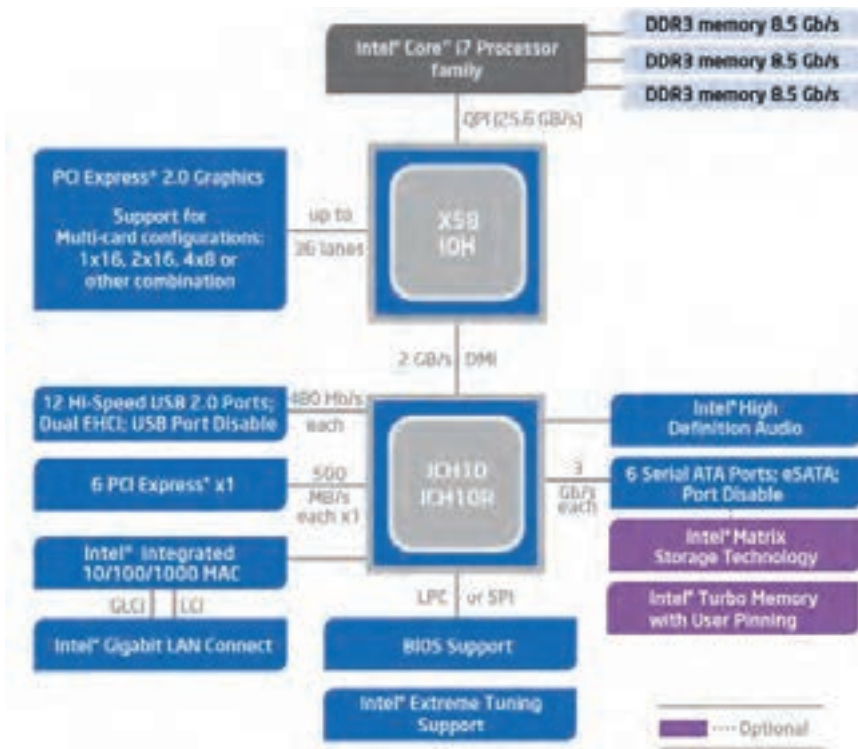 DDR3 memory 8.5 Gb/s
Intel® Core™ i7 Processor
family
DDR3 memory 8.5 Gb/s
DDR3 memory 8.5 Gb/s
QPI (25.6 GB/s)
PCI Express® 2.0 Graphics
Support for
Multi-card configurations:
1x16, 2x16, 4x8 or
other combination
up to
36 lanes
X58
IOH
2 GB/s DMI
12 Hi-Speed USB 2.0 Ports;
Dual EHCI; USB Port Disable
480 Mb/s
each
Intel® High
Definition Audio
6 PCI Express® x1
500
MB/s
each x1
ICH10
ICH10R
3
Gb/s
each
6 Serial ATA Ports; eSATA;
Port Disable
Intel® Matrix
Storage Technology
Intel® Integrated
10/100/1000 MAC
GLCI LCI
LPC or SPI
Intel® Turbo Memory
with User Pinning
Intel® Gigabit LAN Connect
BIOS Support
Intel® Extreme Tuning
Support
Optional